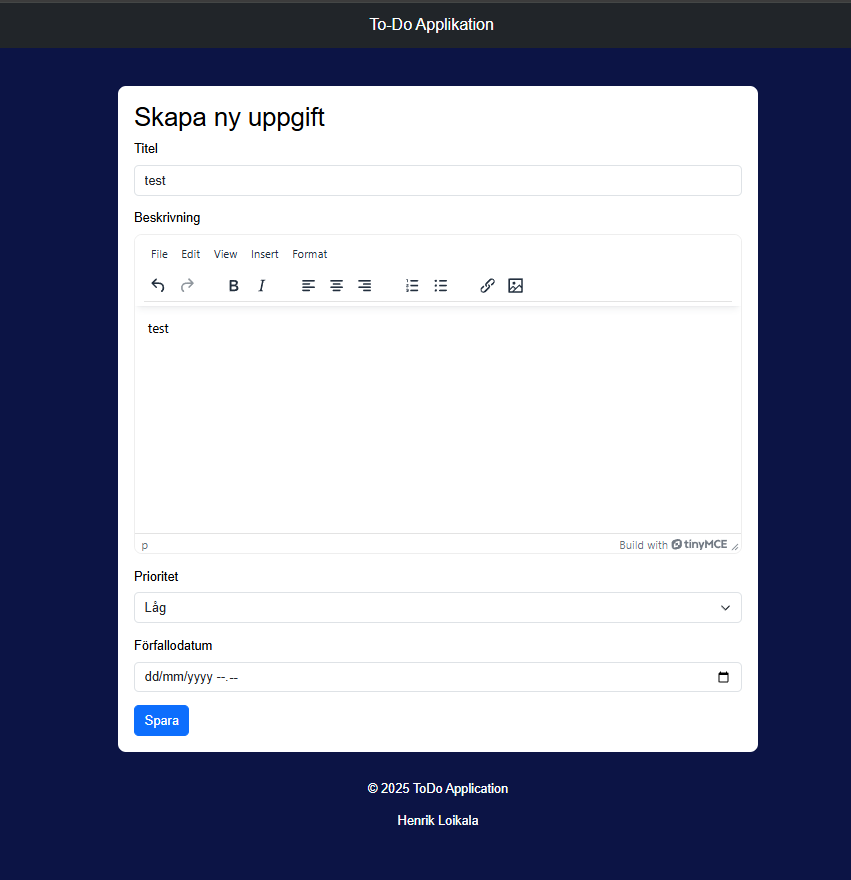 To-Do Applikation
Skapa ny uppgift
Titel
test
Beskrivning
File Edit View Insert Format
B I
test
p Build with tinyMCE
Prioritet
Låg
Förfallodatum
dd/mm/yyyy --.--
Spara
© 2025 ToDo Application
Henrik Loikala